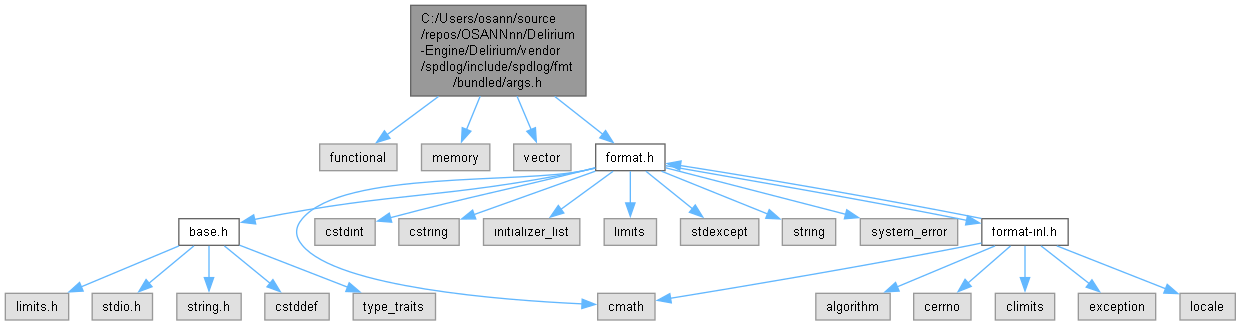 C:/Users/osann/source
/repos/OSANNnn/Delirium
-Engine/Delirium/vendor
/spdlog/include/spdlog/fmt
/bundled/args.h
functional
memory
vector
format.h
base.h
cstdint
cstring
initializer_list
limits
stdexcept
string
system_error
format-inl.h
limits.h
stdio.h
string.h
cstddef
type_traits
cmath
algorithm
cerrno
climits
exception
locale